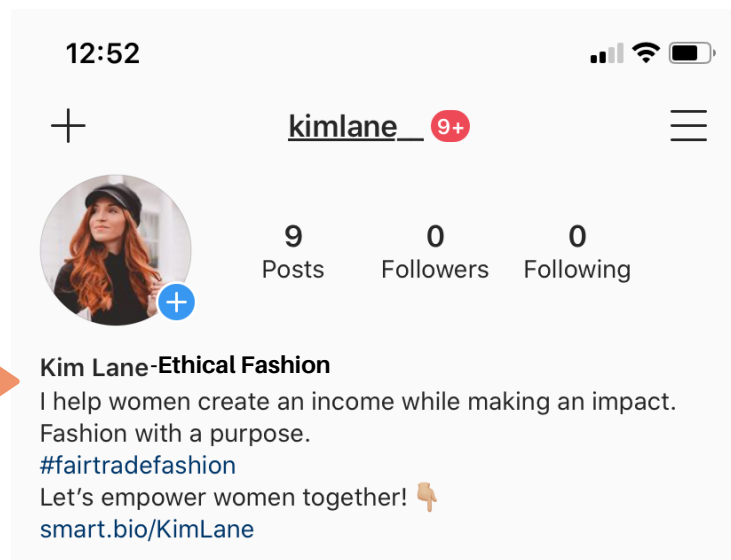 12:52
kimlane__ 9+
9 0 0
Posts Followers Following
Kim Lane-Ethical Fashion
I help women create an income while making an impact.
Fashion with a purpose.
#fairtradefashion
Let's empower women together! 👇🏼
smart.bio/KimLane